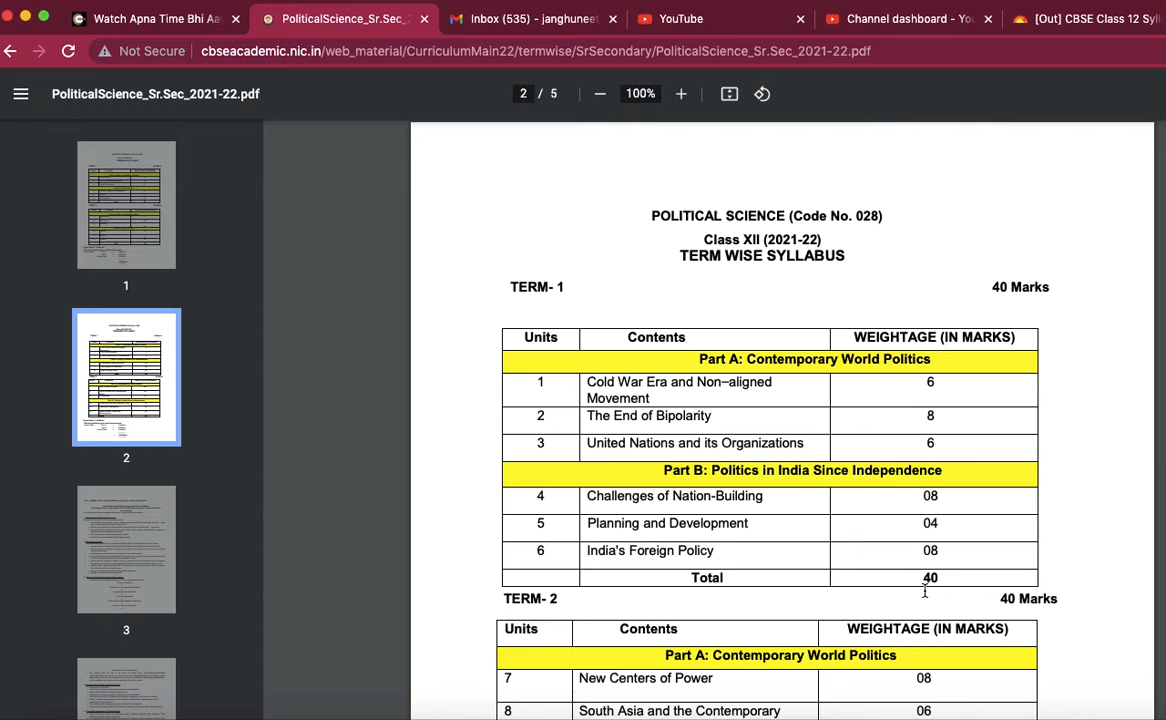 Watch Apna Time Bhi Aa
PoliticalScience_Sr.Sec_
Inbox (535) - janghuneet
YouTube
Channel dashboard - You
[Out] CBSE Class 12 Syll
Not Secure cbseacademic.nic.in/web_material/CurriculumMain22/termwise/SrSecondary/PoliticalScience_Sr.Sec_2021-22.pdf
PoliticalScience_Sr.Sec_2021-22.pdf
2 / 5
100%
1
2
3
POLITICAL SCIENCE (Code No. 028)
Class XII (2021-22)
TERM WISE SYLLABUS
TERM- 1 40 Marks
Units Contents WEIGHTAGE (IN MARKS)
Part A: Contemporary World Politics
1 Cold War Era and Non–aligned Movement 6
2 The End of Bipolarity 8
3 United Nations and its Organizations 6
Part B: Politics in India Since Independence
4 Challenges of Nation-Building 08
5 Planning and Development 04
6 India's Foreign Policy 08
Total 40
TERM- 2 40 Marks
Units Contents WEIGHTAGE (IN MARKS)
Part A: Contemporary World Politics
7 New Centers of Power 08
8 South Asia and the Contemporary 06